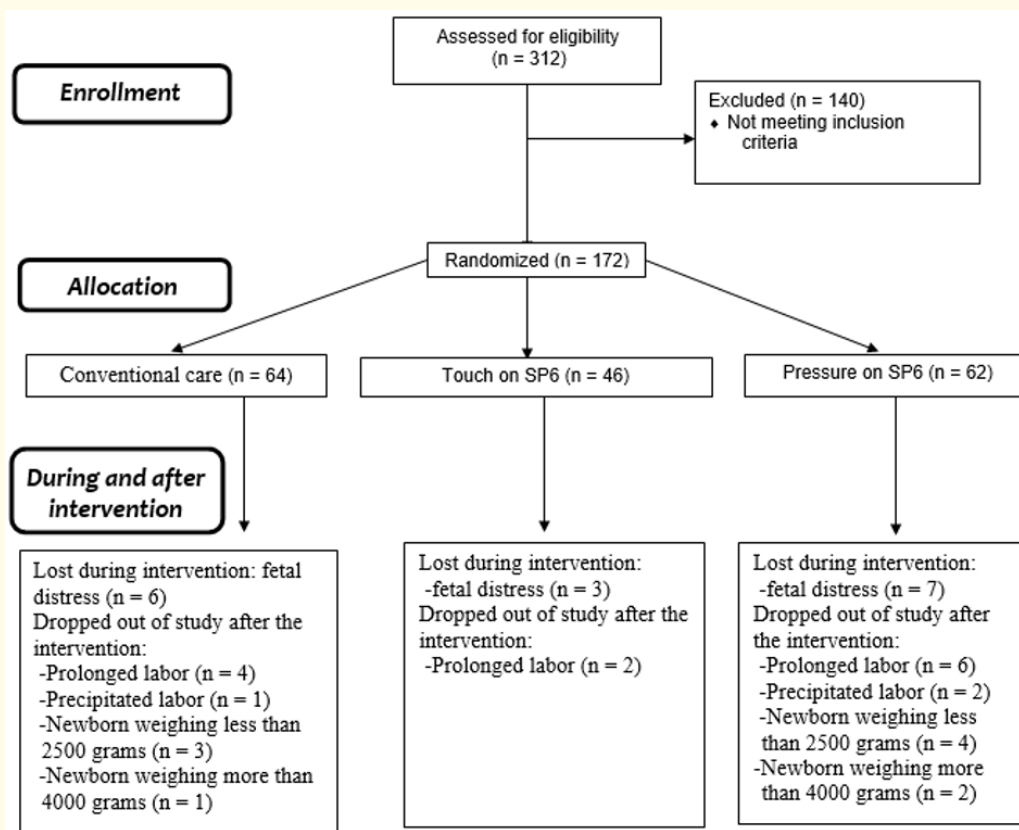 Assessed for eligibility
(n = 312)
Enrollment
Excluded (n = 140)
♦ Not meeting inclusion
criteria
Randomized (n = 172)
Allocation
Conventional care (n = 64)
Touch on SP6 (n = 46)
Pressure on SP6 (n = 62)
During and after
intervention
Lost during intervention: fetal
distress (n = 6)
Dropped out of study after the
intervention:
-Prolonged labor (n = 4)
-Precipitated labor (n = 1)
-Newborn weighing less than
2500 grams (n = 3)
-Newborn weighing more than
4000 grams (n = 1)
Lost during intervention:
-fetal distress (n = 3)
Dropped out of study after the
intervention:
-Prolonged labor (n = 2)
Lost during intervention:
-fetal distress (n = 7)
Dropped out of study after
the intervention:
-Prolonged labor (n = 6)
-Precipitated labor (n = 2)
-Newborn weighing less
than 2500 grams (n = 4)
-Newborn weighing more
than 4000 grams (n = 2)